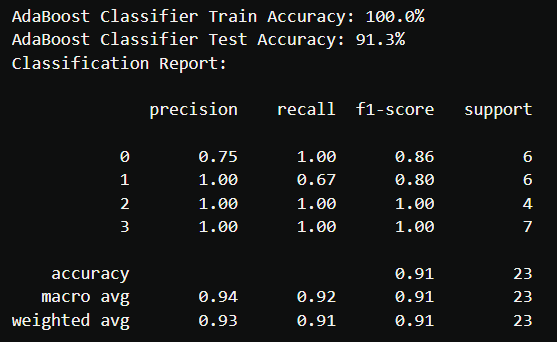 AdaBoost Classifier Train Accuracy: 100.0%
AdaBoost Classifier Test Accuracy: 91.3%
Classification Report:
precision recall f1-score support
0 0.75 1.00 0.86 6
1 1.00 0.67 0.80 6
2 1.00 1.00 1.00 4
3 1.00 1.00 1.00 7
accuracy 0.91 23
macro avg 0.94 0.92 0.91 23
weighted avg 0.93 0.91 0.91 23